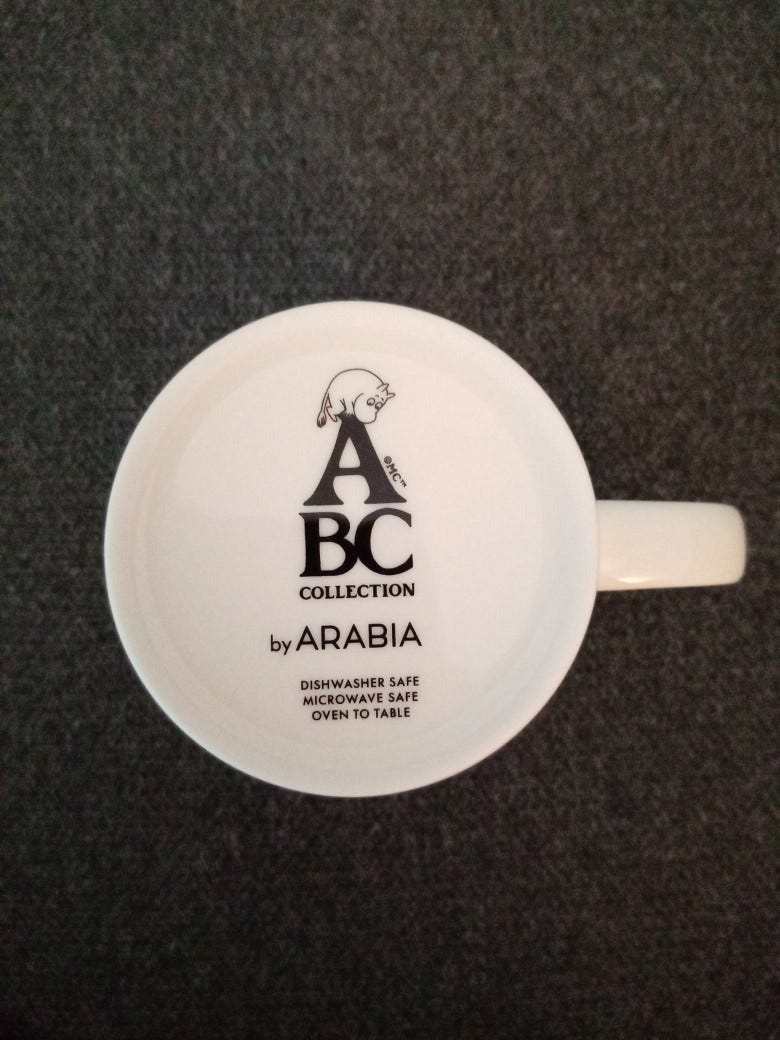 A
©MC™
BC
COLLECTION
by ARABIA
DISHWASHER SAFE
MICROWAVE SAFE
OVEN TO TABLE